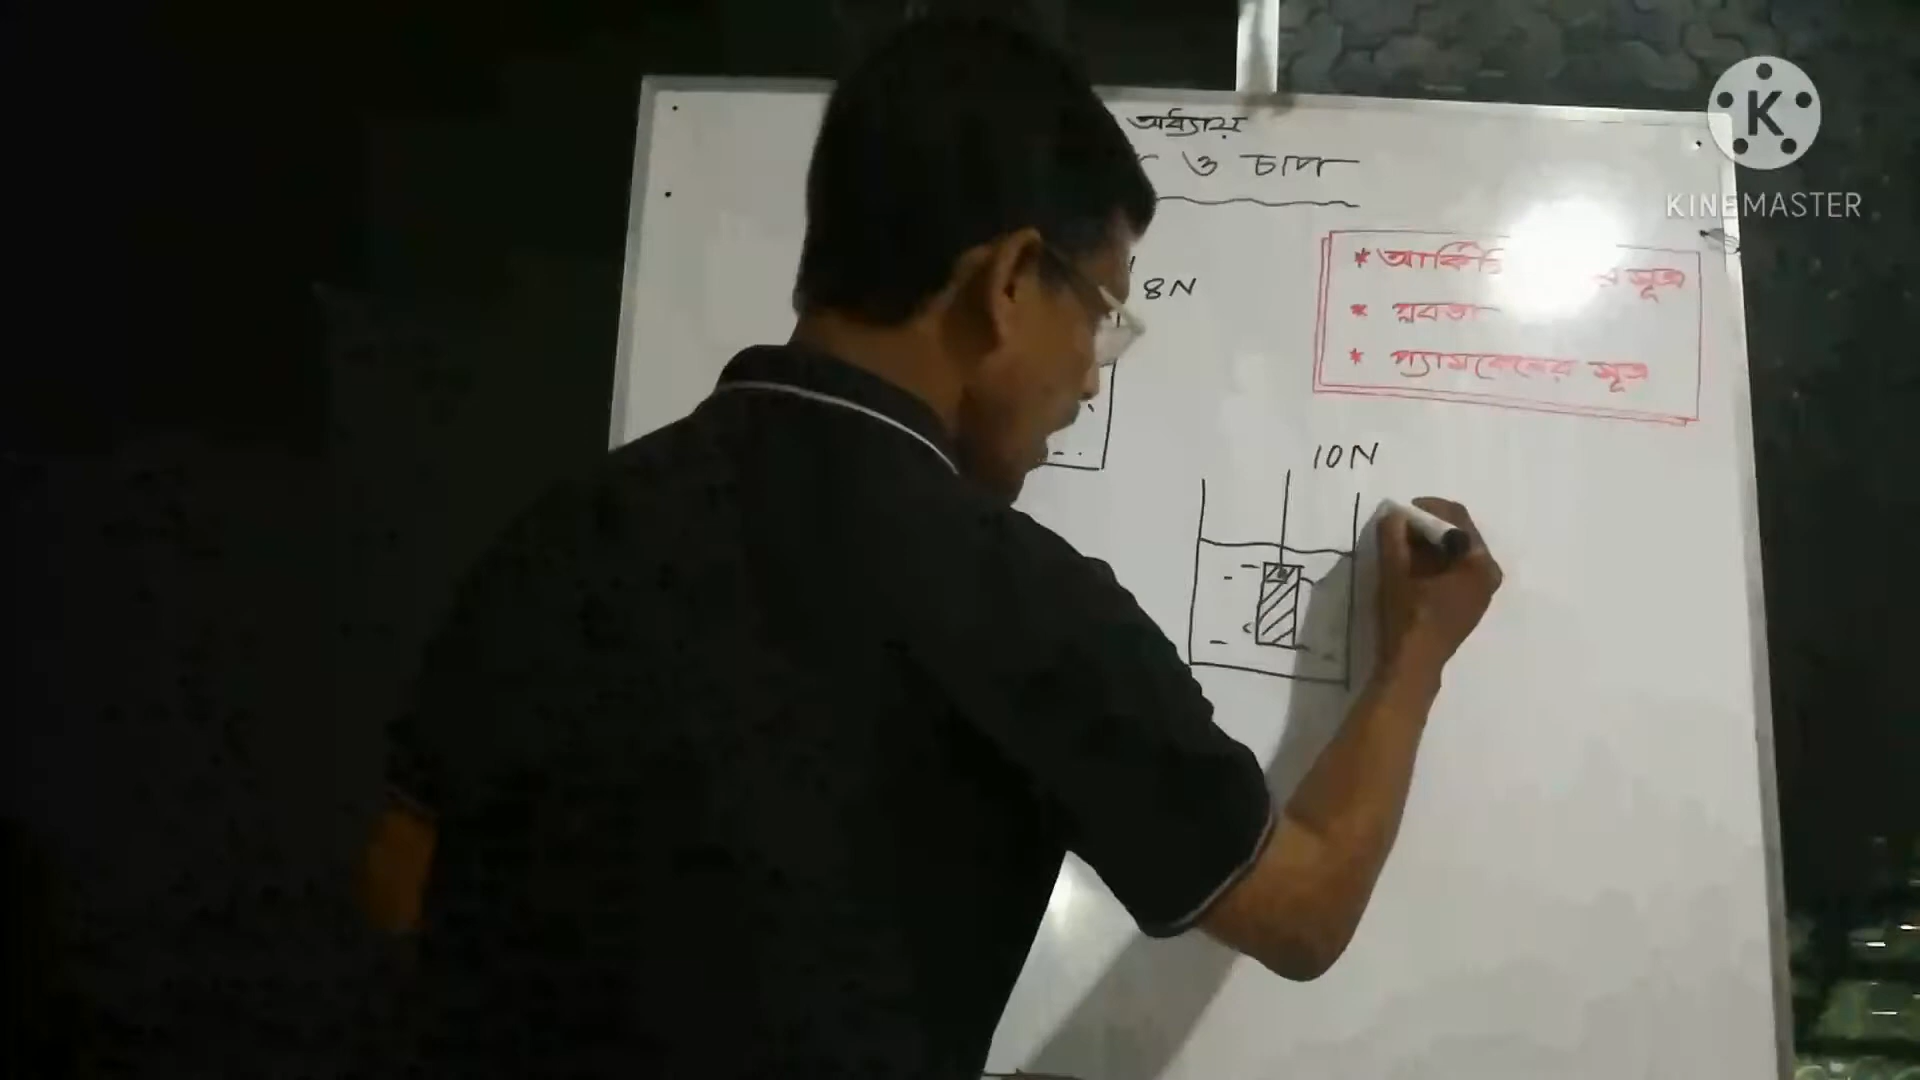 অধ্যায়
ও চাপ
8N
* আর্কিমি সূত্র
* প্লবতা
* প্যাসকেলের সূত্র
10N
K
KINEMASTER